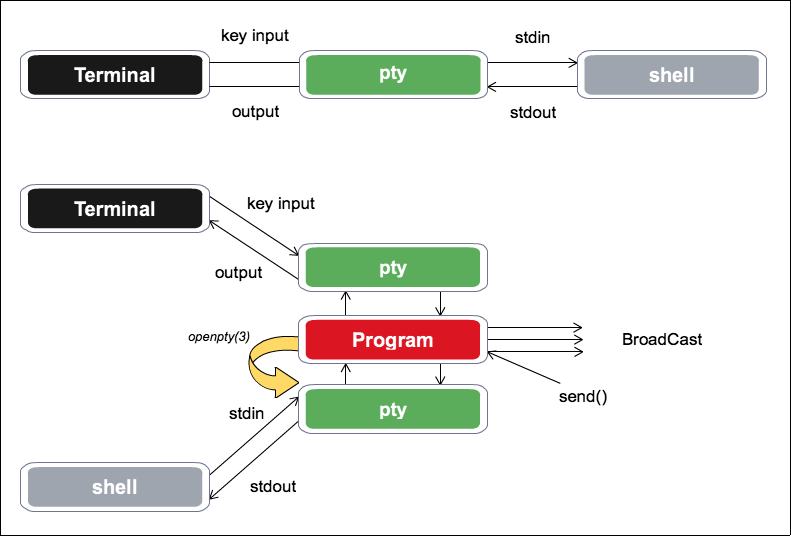 key input
stdin
Terminal
pty
shell
output
stdout
Terminal
key input
output
pty
openpty(3)
Program
BroadCast
send()
stdin
pty
shell
stdout